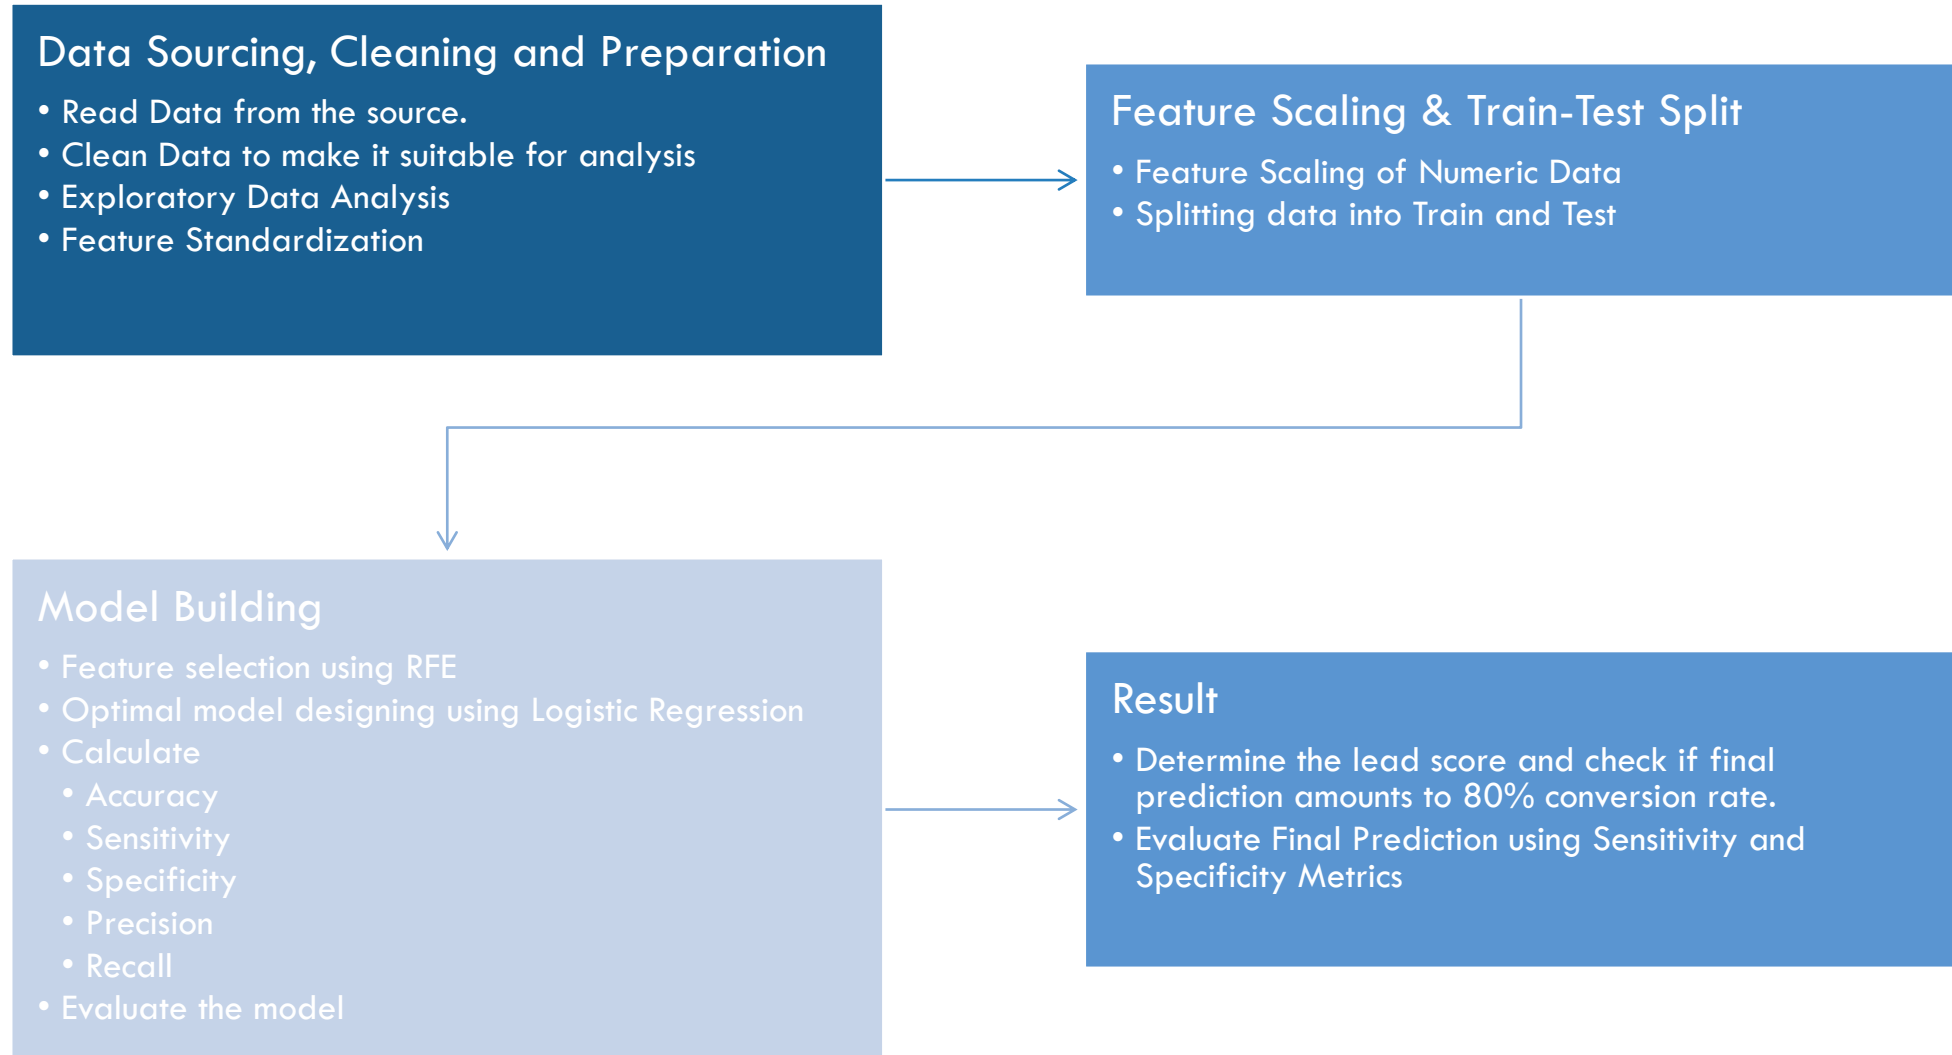 Data Sourcing, Cleaning and Preparation
• Read Data from the source.
• Clean Data to make it suitable for analysis
• Exploratory Data Analysis
• Feature Standardization
Feature Scaling & Train-Test Split
• Feature Scaling of Numeric Data
• Splitting data into Train and Test
Model Building
• Feature selection using RFE
• Optimal model designing using Logistic Regression
• Calculate
• Accuracy
• Sensitivity
• Specificity
• Precision
• Recall
• Evaluate the model
Result
• Determine the lead score and check if final
prediction amounts to 80% conversion rate.
• Evaluate Final Prediction using Sensitivity and
Specificity Metrics